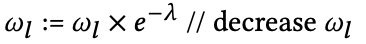 ω_l := ω_l × e^{−λ} // decrease ω_l